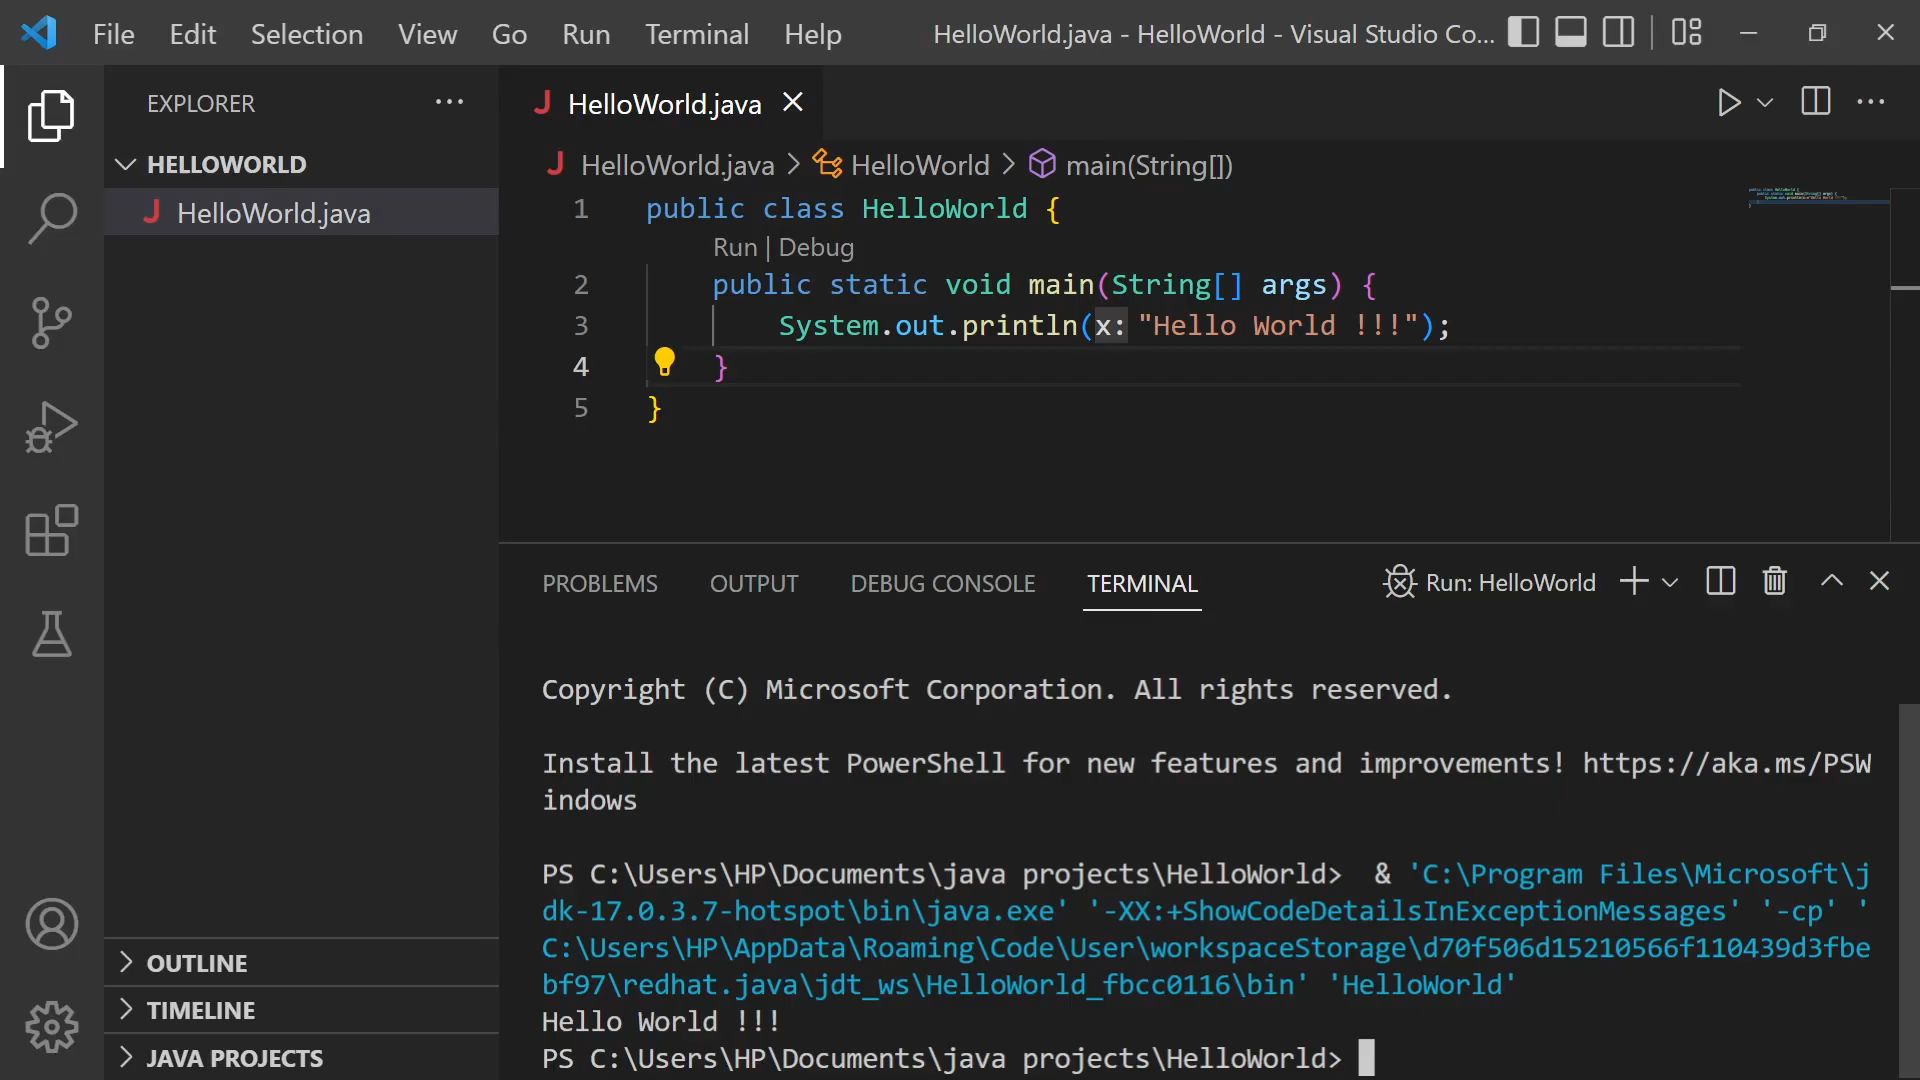 File Edit Selection View Go Run Terminal Help HelloWorld.java - HelloWorld - Visual Studio Co...
EXPLORER
HELLOWORLD
J HelloWorld.java
J HelloWorld.java
J HelloWorld.java > HelloWorld > main(String[])
1 public class HelloWorld {
Run | Debug
2 public static void main(String[] args) {
3 System.out.println(x: "Hello World !!!");
4 }
5 }
PROBLEMS OUTPUT DEBUG CONSOLE TERMINAL Run: HelloWorld
Copyright (C) Microsoft Corporation. All rights reserved.
Install the latest PowerShell for new features and improvements! https://aka.ms/PSW
indows
PS C:\Users\HP\Documents\java projects\HelloWorld>  & 'C:\Program Files\Microsoft\j
dk-17.0.3.7-hotspot\bin\java.exe' '-XX:+ShowCodeDetailsInExceptionMessages' '-cp' '
C:\Users\HP\AppData\Roaming\Code\User\workspaceStorage\d70f506d15210566f110439d3fbe
bf97\redhat.java\jdt_ws\HelloWorld_fbcc0116\bin' 'HelloWorld'
Hello World !!!
PS C:\Users\HP\Documents\java projects\HelloWorld>
OUTLINE
TIMELINE
JAVA PROJECTS